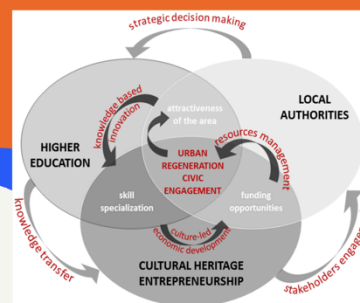 strategic decision making
knowledge based
innovation
attractiveness
of the area
LOCAL
AUTHORITIES
resources management
HIGHER
EDUCATION
URBAN
REGENERATION
CIVIC
ENGAGEMENT
skill
specialization
funding
opportunities
culture-led
economic development
knowledge transfer
CULTURAL HERITAGE
ENTREPRENEURSHIP
stakeholders